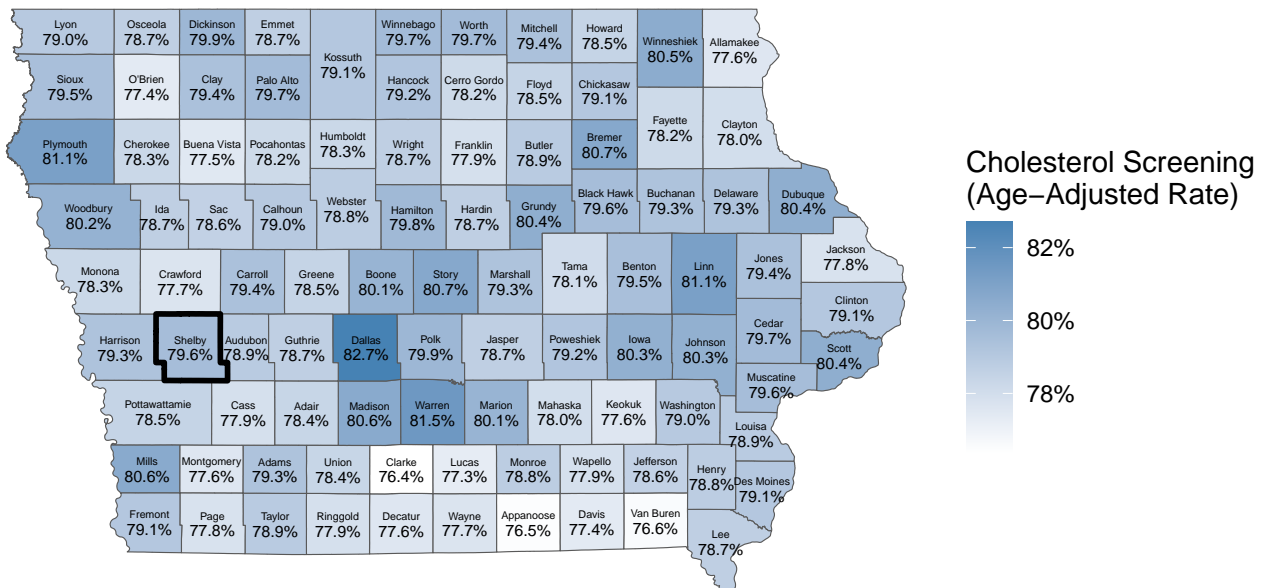 Lyon
79.0%
Osceola
78.7%
Dickinson
79.9%
Emmet
78.7%
Winnebago
79.7%
Worth
79.7%
Mitchell
79.4%
Howard
78.5%
Winneshiek
80.5%
Allamakee
77.6%
Kossuth
79.1%
Sioux
79.5%
O'Brien
77.4%
Clay
79.4%
Palo Alto
79.7%
Hancock
79.2%
Cerro Gordo
78.2%
Floyd
78.5%
Chickasaw
79.1%
Fayette
78.2%
Clayton
78.0%
Plymouth
81.1%
Cherokee
78.3%
Buena Vista
77.5%
Pocahontas
78.2%
Humboldt
78.3%
Wright
78.7%
Franklin
77.9%
Butler
78.9%
Bremer
80.7%
Woodbury
80.2%
Ida
78.7%
Sac
78.6%
Calhoun
79.0%
Webster
78.8%
Hamilton
79.8%
Hardin
78.7%
Grundy
80.4%
Black Hawk
79.6%
Buchanan
79.3%
Delaware
79.3%
Dubuque
80.4%
Monona
78.3%
Crawford
77.7%
Carroll
79.4%
Greene
78.5%
Boone
80.1%
Story
80.7%
Marshall
79.3%
Tama
78.1%
Benton
79.5%
Linn
81.1%
Jones
79.4%
Jackson
77.8%
Clinton
79.1%
Harrison
79.3%
Shelby
79.6%
Audubon
78.9%
Guthrie
78.7%
Dallas
82.7%
Polk
79.9%
Jasper
78.7%
Poweshiek
79.2%
Iowa
80.3%
Johnson
80.3%
Cedar
79.7%
Scott
80.4%
Muscatine
79.6%
Pottawattamie
78.5%
Cass
77.9%
Adair
78.4%
Madison
80.6%
Warren
81.5%
Marion
80.1%
Mahaska
78.0%
Keokuk
77.6%
Washington
79.0%
Louisa
78.9%
Mills
80.6%
Montgomery
77.6%
Adams
79.3%
Union
78.4%
Clarke
76.4%
Lucas
77.3%
Monroe
78.8%
Wapello
77.9%
Jefferson
78.6%
Henry
78.8%
Des Moines
79.1%
Fremont
79.1%
Page
77.8%
Taylor
78.9%
Ringgold
77.9%
Decatur
77.6%
Wayne
77.7%
Appanoose
76.5%
Davis
77.4%
Van Buren
76.6%
Lee
78.7%
Cholesterol Screening
(Age−Adjusted Rate)
82%
80%
78%